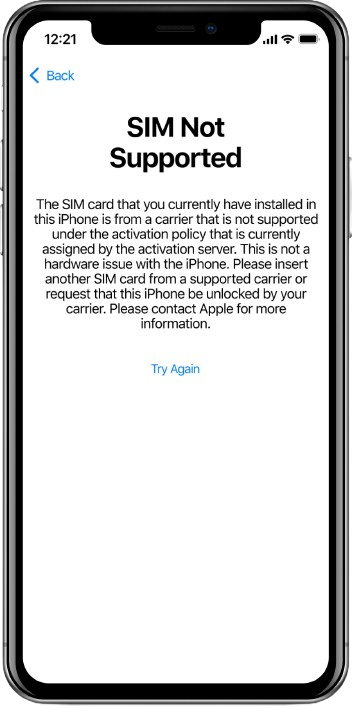 12:21
Back
SIM Not
Supported
The SIM card that you currently have installed in
this iPhone is from a carrier that is not supported
under the activation policy that is currently
assigned by the activation server. This is not a
hardware issue with the iPhone. Please insert
another SIM card from a supported carrier or
request that this iPhone be unlocked by your
carrier. Please contact Apple for more
information.
Try Again